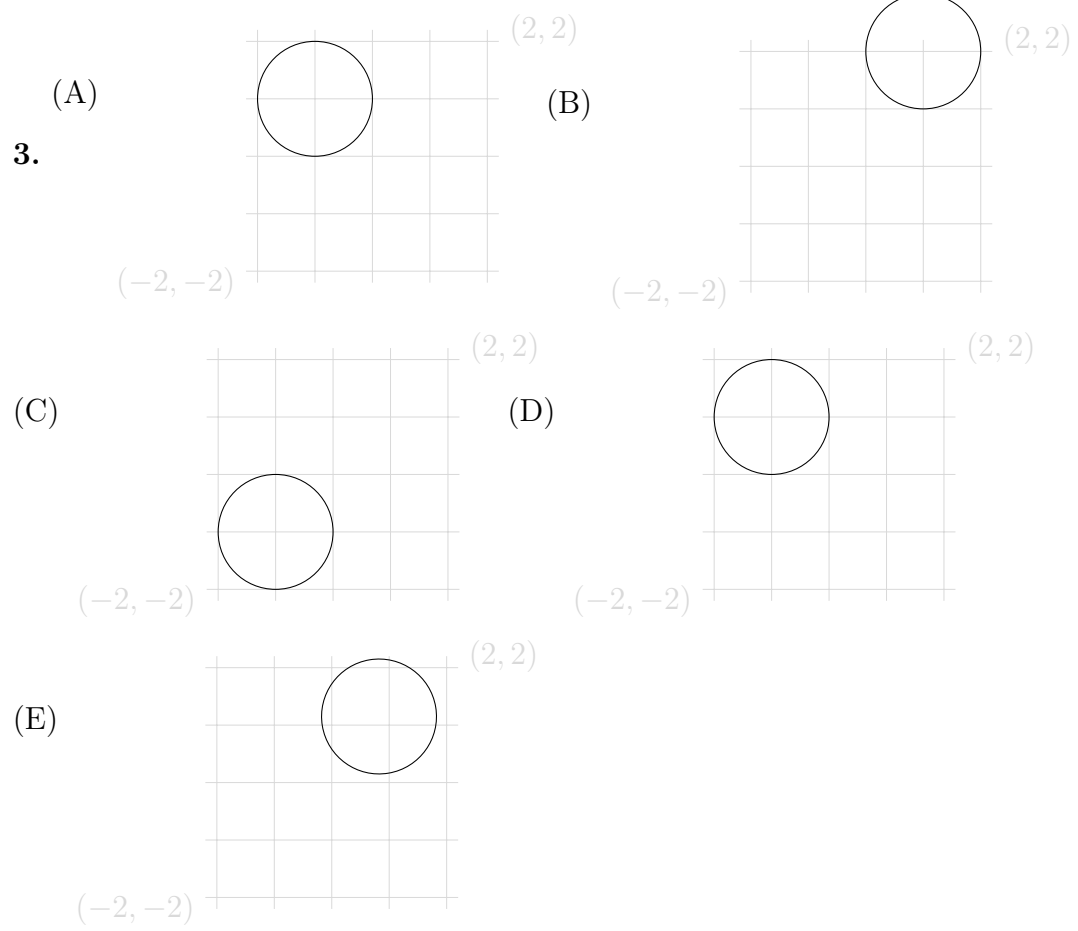 (2, 2)
(2, 2)
(A)
(B)
3.
(−2, −2)
(−2, −2)
(2, 2)
(2, 2)
(C)
(D)
(−2, −2)
(−2, −2)
(2, 2)
(E)
(−2, −2)